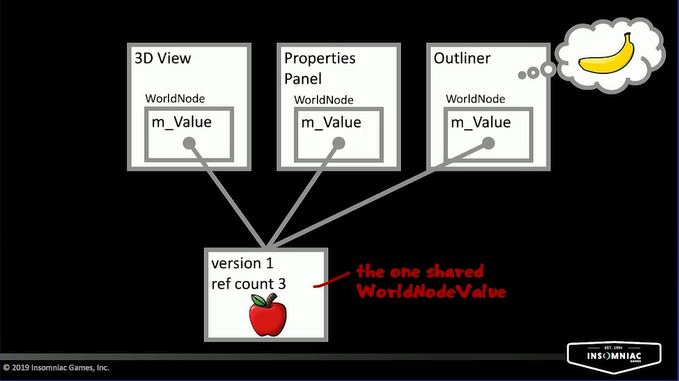 3D View
WorldNode
m_Value
Properties
Panel
WorldNode
m_Value
Outliner
WorldNode
m_Value
version 1
ref count 3
the one shared
WorldNodeValue
© 2019 Insomniac Games, Inc.
EST. 1994
INSOMNIAC
GAMES